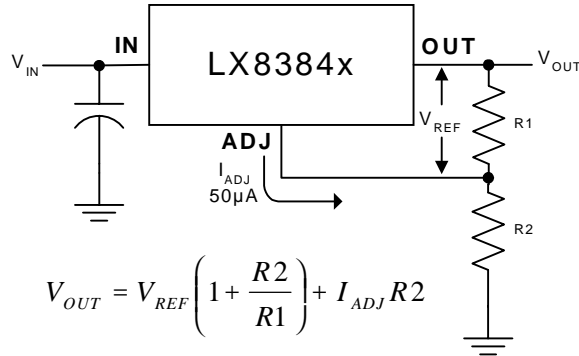 IN
LX8384x
OUT
V_IN
V_OUT
V_REF
R1
ADJ
I_ADJ
50µA
R2
V_OUT = V_REF (1 + R2/R1) + I_ADJ R2